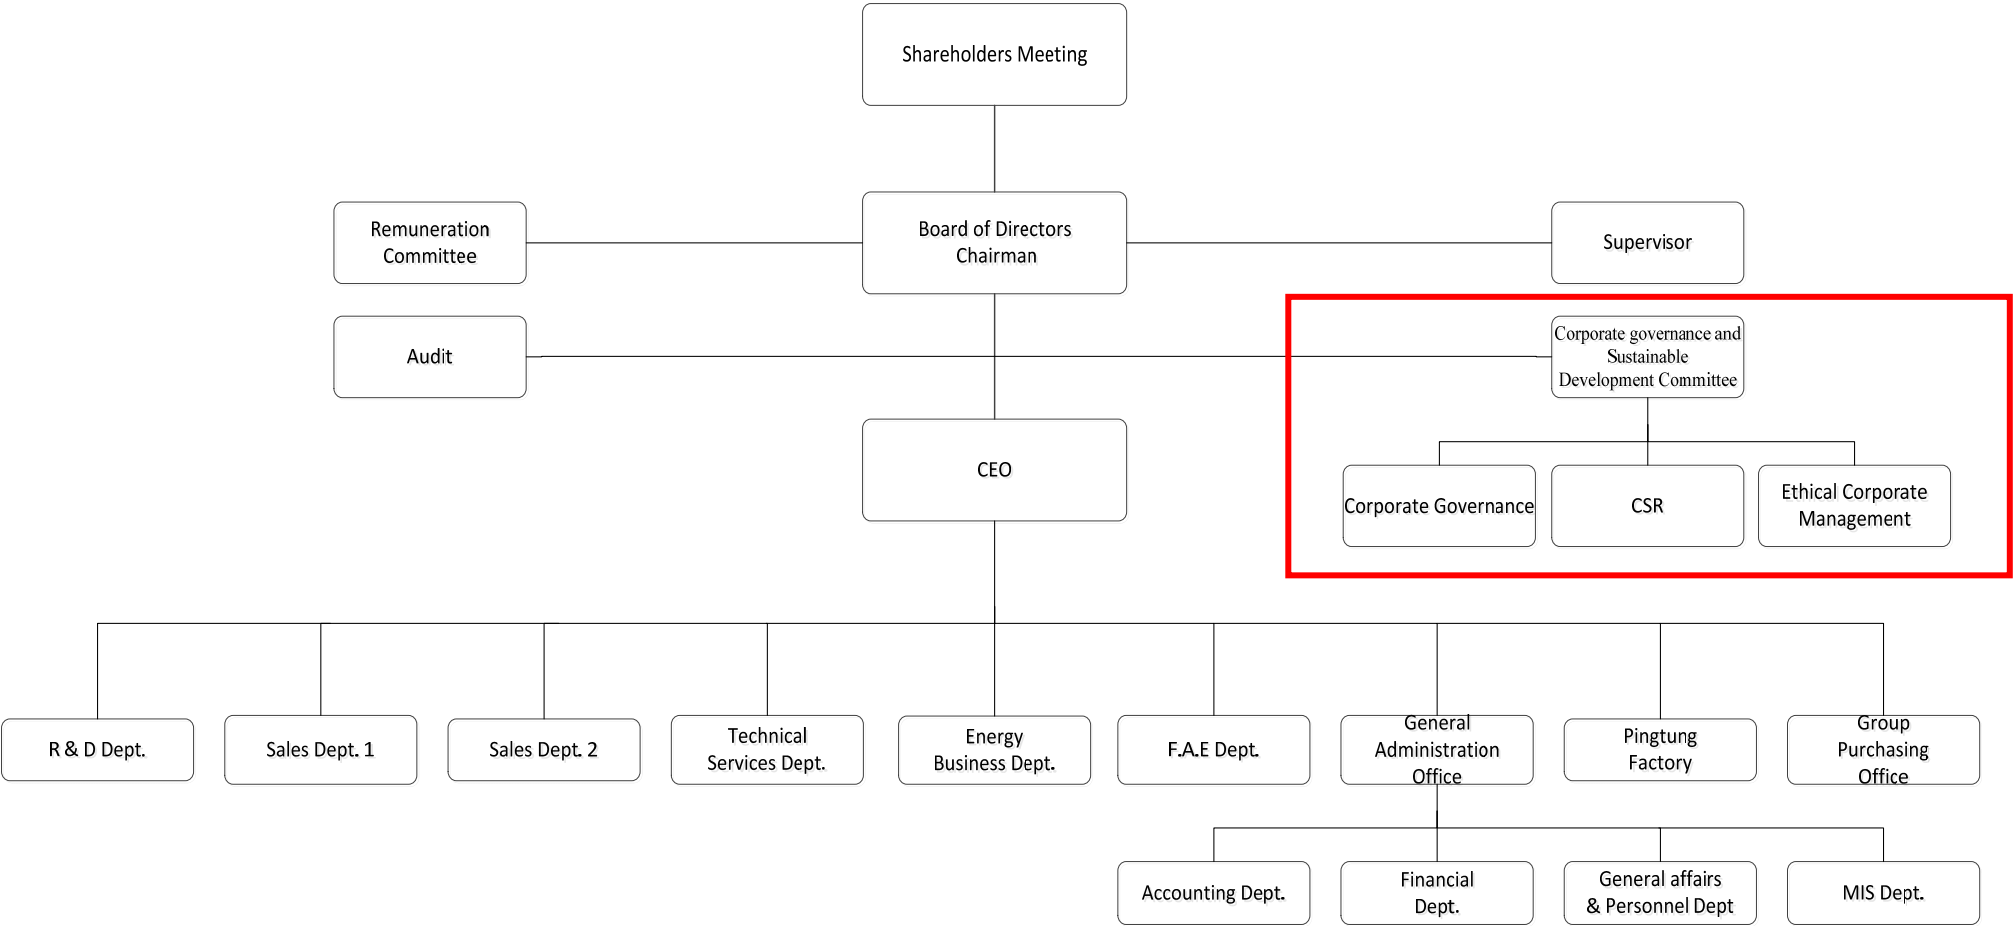 Shareholders Meeting
Remuneration
Committee
Board of Directors
Chairman
Supervisor
Audit
Corporate governance and
Sustainable
Development Committee
CEO
Corporate Governance
CSR
Ethical Corporate
Management
R & D Dept.
Sales Dept. 1
Sales Dept. 2
Technical
Services Dept.
Energy
Business Dept.
F.A.E Dept.
General
Administration
Office
Pingtung
Factory
Group
Purchasing
Office
Accounting Dept.
Financial
Dept.
General affairs
& Personnel Dept
MIS Dept.